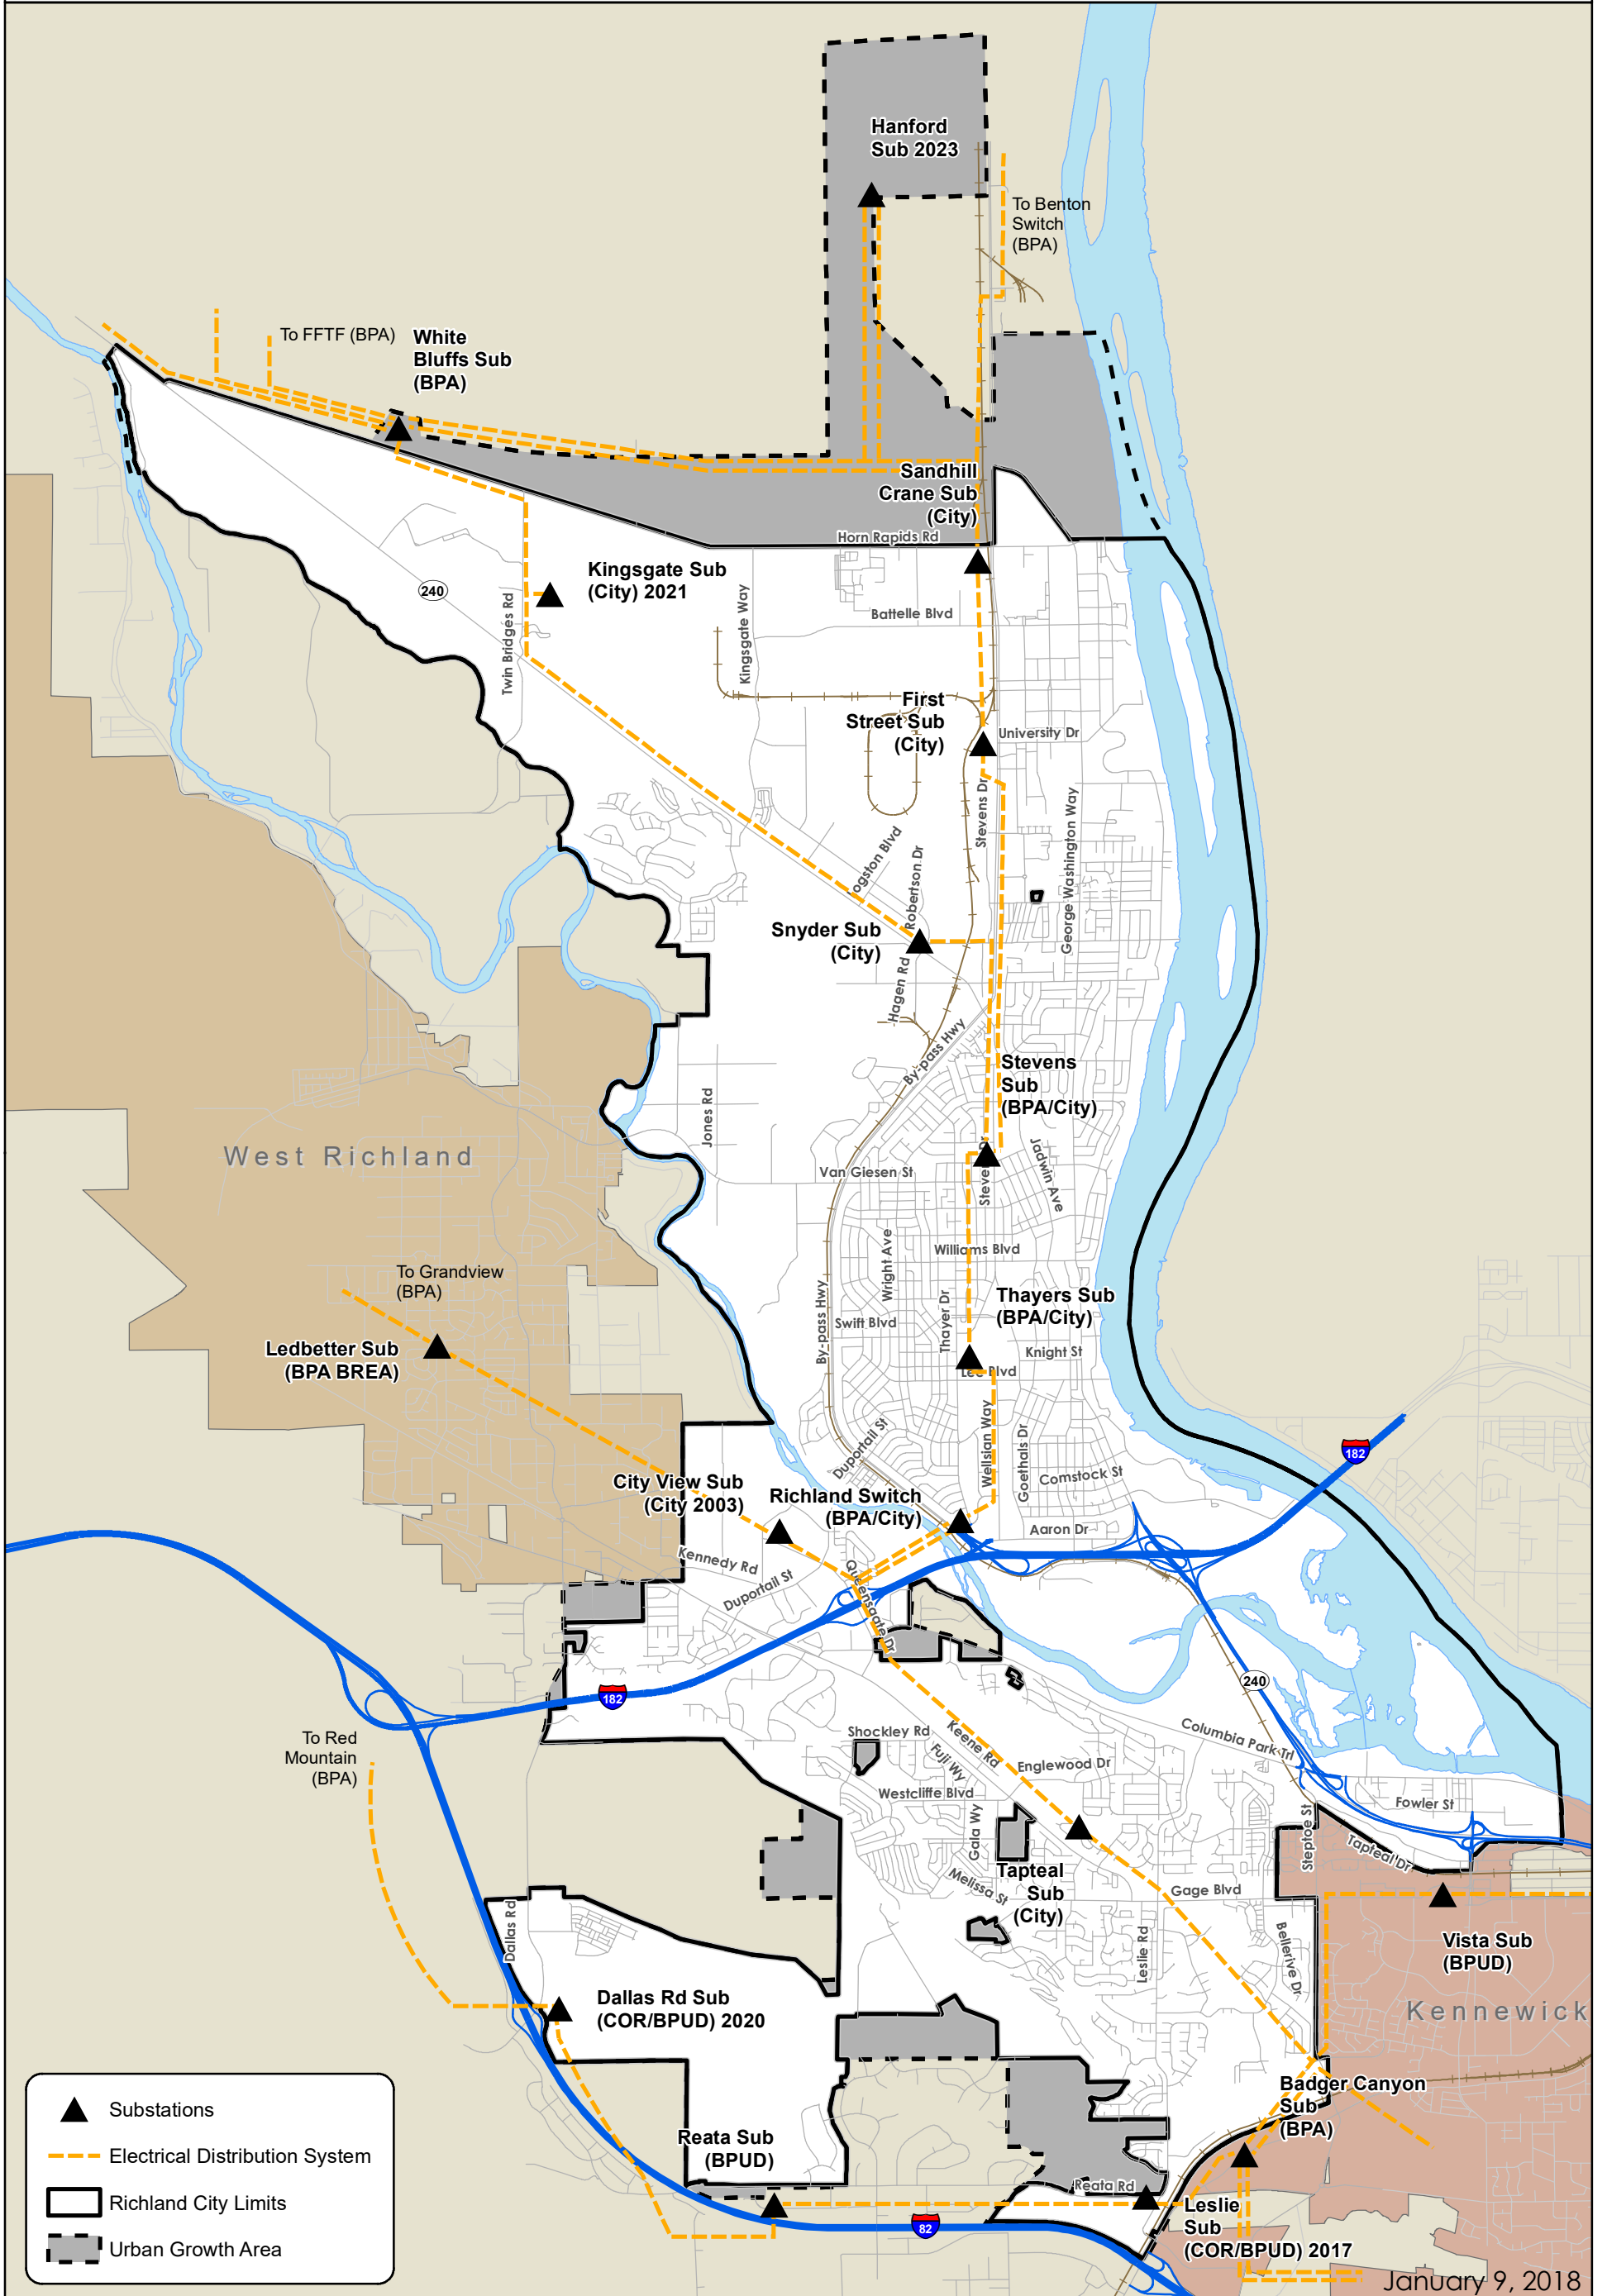 Hanford
Sub 2023
To Benton
Switch
(BPA)
To FFTF (BPA)
White
Bluffs Sub
(BPA)
Sandhill
Crane Sub
(City)
Horn Rapids Rd
Kingsgate Sub
(City) 2021
240
Twin Bridges Rd
Kingsgate Way
Battelle Blvd
First
Street Sub
(City)
University Dr
Stevens Dr
George Washington Way
Logston Blvd
Robertson Dr
Snyder Sub
(City)
Hagen Rd
By-pass Hwy
Stevens
Sub
(BPA/City)
Jones Rd
West Richland
Van Giesen St
Jadwin Ave
Wright Ave
Williams Blvd
To Grandview
(BPA)
Thayers Sub
(BPA/City)
Thayer Dr
By-pass Hwy
Swift Blvd
Ledbetter Sub
(BPA BREA)
Knight St
Lee Blvd
Wellsian Way
Goethals Dr
Duportail St
Comstock St
182
City View Sub
(City 2003)
Richland Switch
(BPA/City)
Aaron Dr
Kennedy Rd
Duportail St
Queensgate Dr
182
240
To Red
Mountain
(BPA)
Shockley Rd
Keene Rd
Fuji Wy
Englewood Dr
Columbia Park Trl
Westcliffe Blvd
Gala Wy
Fowler St
Steptoe St
Tapteal Dr
Tapteal
Sub
(City)
Melissa St
Gage Blvd
Dallas Rd
Leslie Rd
Bellerive Dr
Vista Sub
(BPUD)
Kennewick
Dallas Rd Sub
(COR/BPUD) 2020
Badger Canyon
Sub
(BPA)
Reata Sub
(BPUD)
Reata Rd
Leslie
Sub
(COR/BPUD) 2017
82
Substations
Electrical Distribution System
Richland City Limits
Urban Growth Area
January 9, 2018